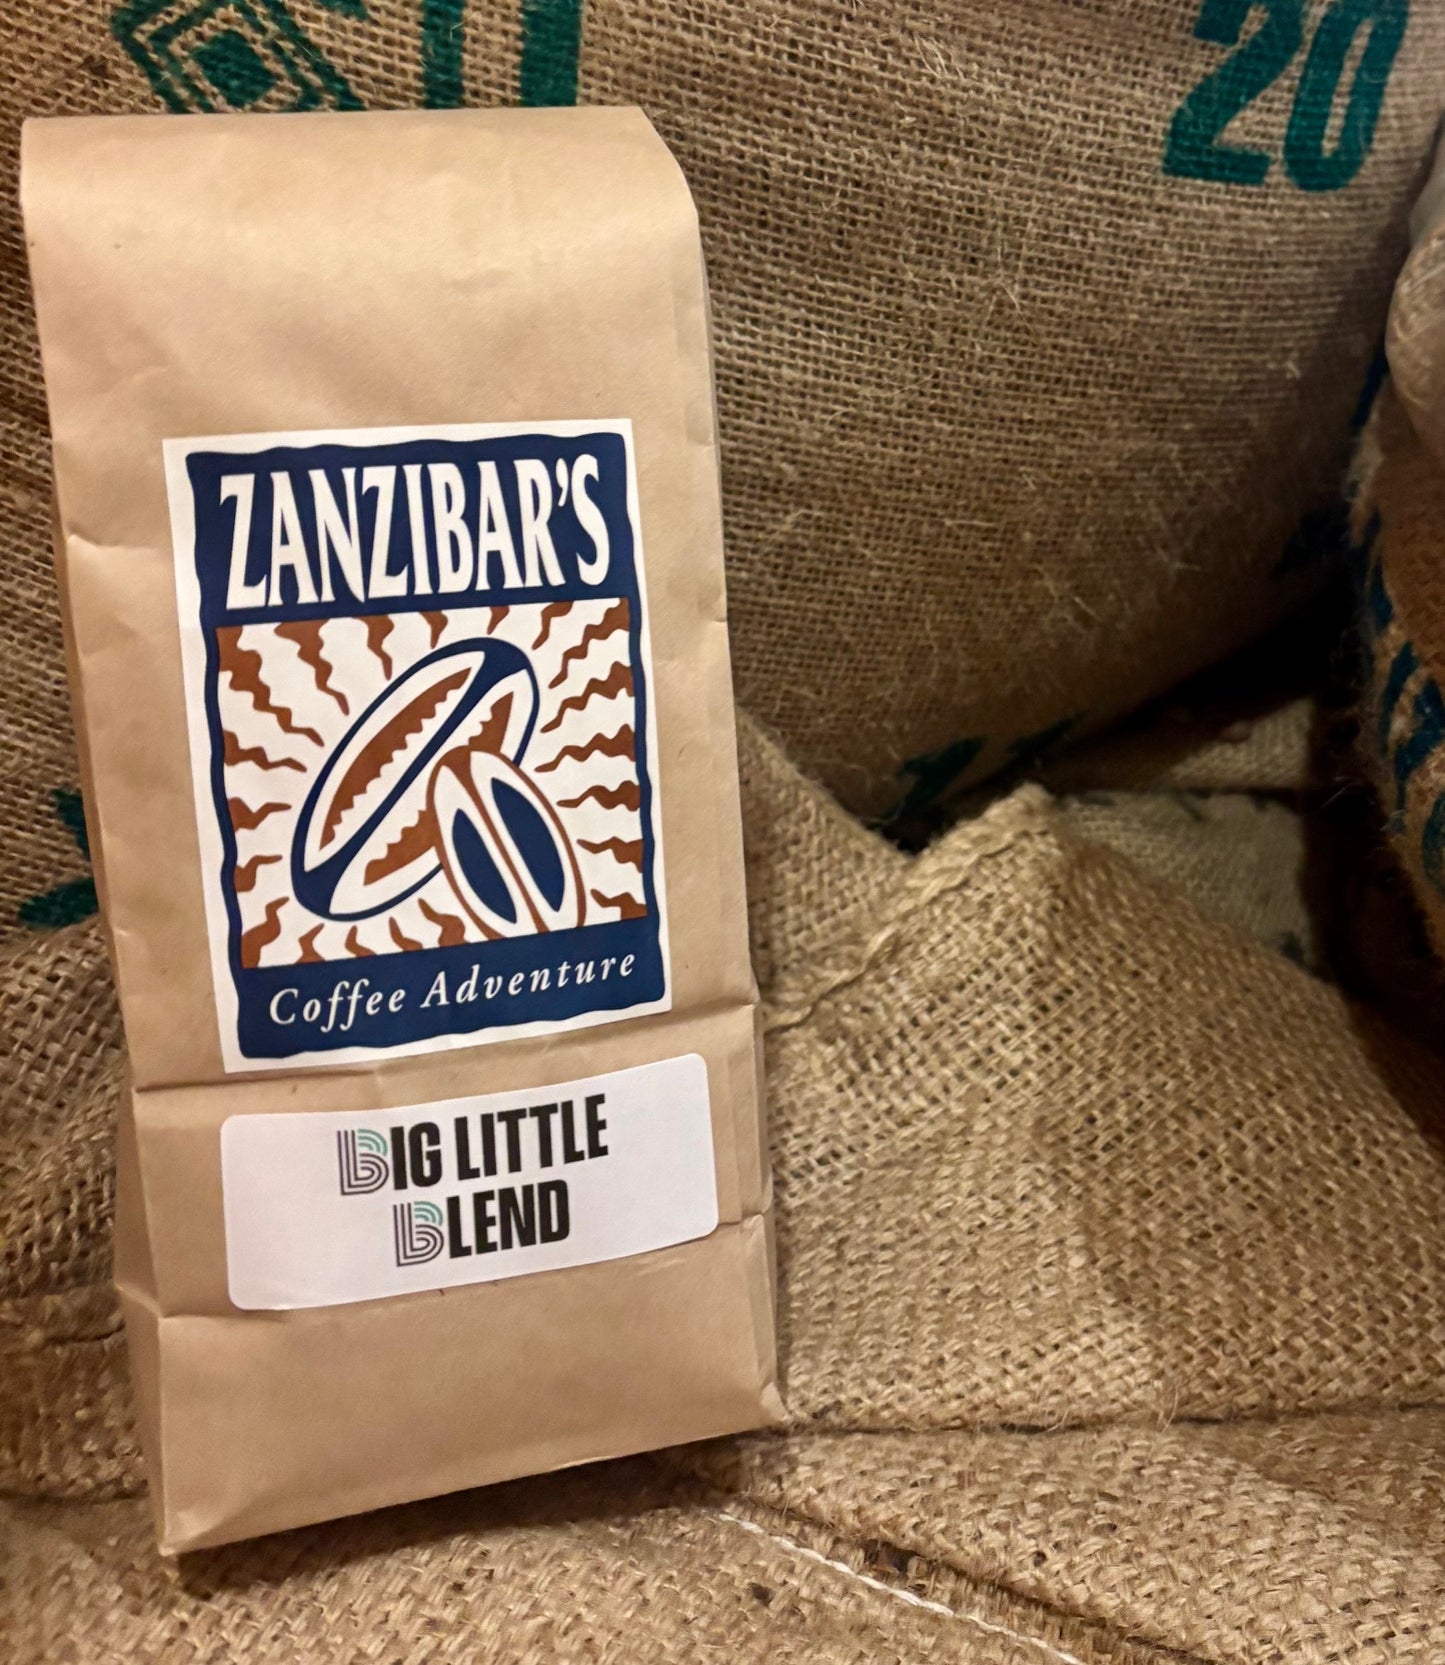 20
ZANZIBAR'S
Coffee Adventure
BIG LITTLE
BLEND